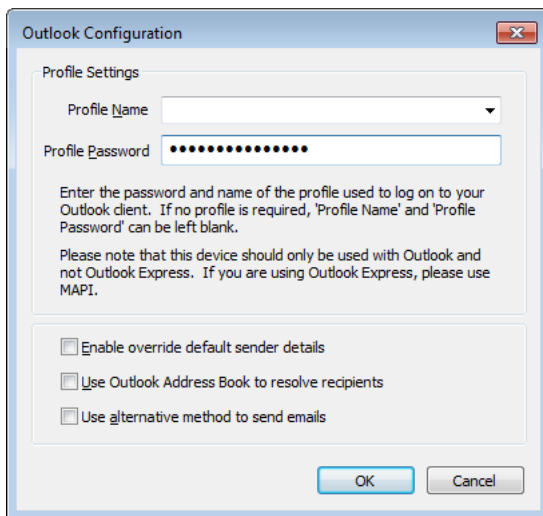 Outlook Configuration
Profile Settings
Profile Name
Profile Password ●●●●●●●●●●●●●●●
Enter the password and name of the profile used to log on to your
Outlook client.  If no profile is required, 'Profile Name' and 'Profile
Password' can be left blank.
Please note that this device should only be used with Outlook and
not Outlook Express.  If you are using Outlook Express, please use
MAPI.
Enable override default sender details
Use Outlook Address Book to resolve recipients
Use alternative method to send emails
OK Cancel